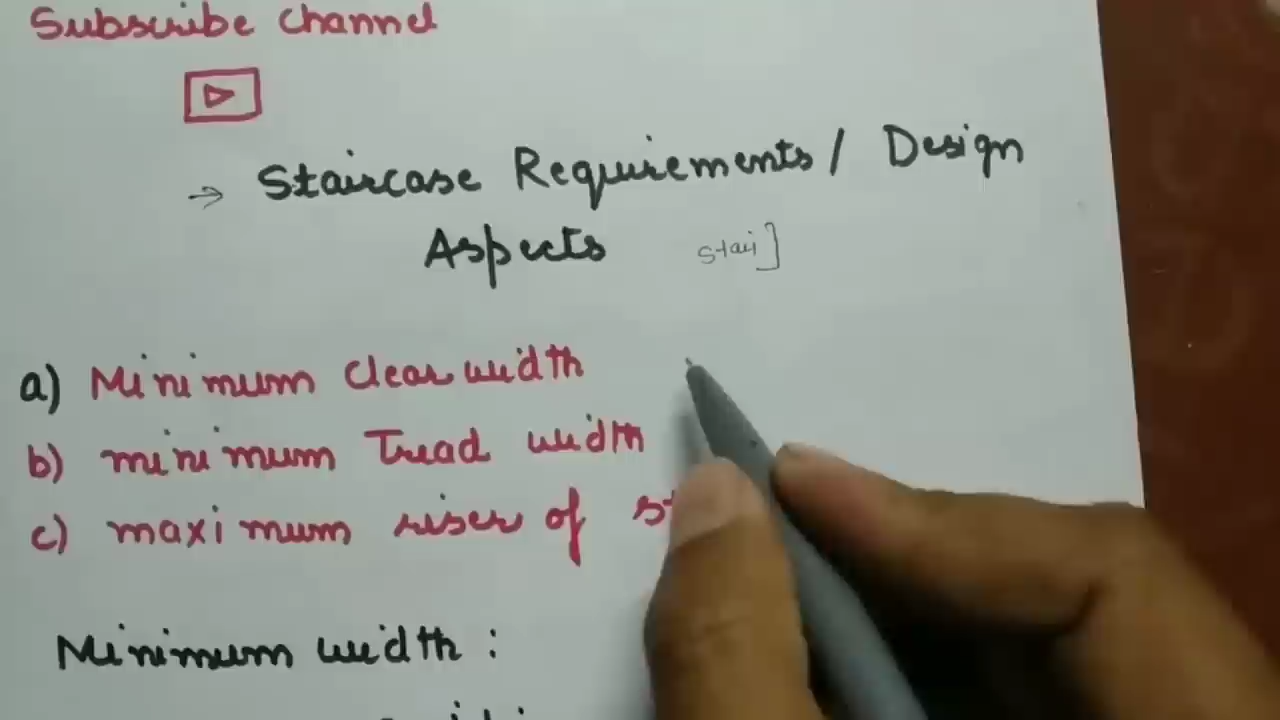 Subscribe Channel
→ Staircase Requirements / Design
Aspects stair]
a) Minimum Clear width
b) minimum Tread width
c) maximum riser of
Minimum width :